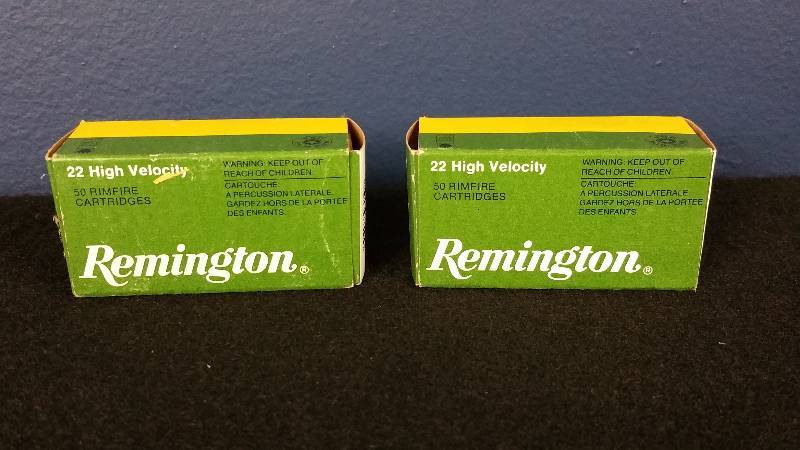 22 High Velocity
50 RIMFIRE
CARTRIDGES
WARNING: KEEP OUT OF
REACH OF CHILDREN
CARTOUCHE:
A PERCUSSION LATERALE.
GARDEZ HORS DE LA PORTEE
DES ENFANTS.
Remington®
22 High Velocity
50 RIMFIRE
CARTRIDGES
WARNING: KEEP OUT OF
REACH OF CHILDREN
CARTOUCHE:
A PERCUSSION LATERALE.
GARDEZ HORS DE LA PORTEE
DES ENFANTS.
Remington®